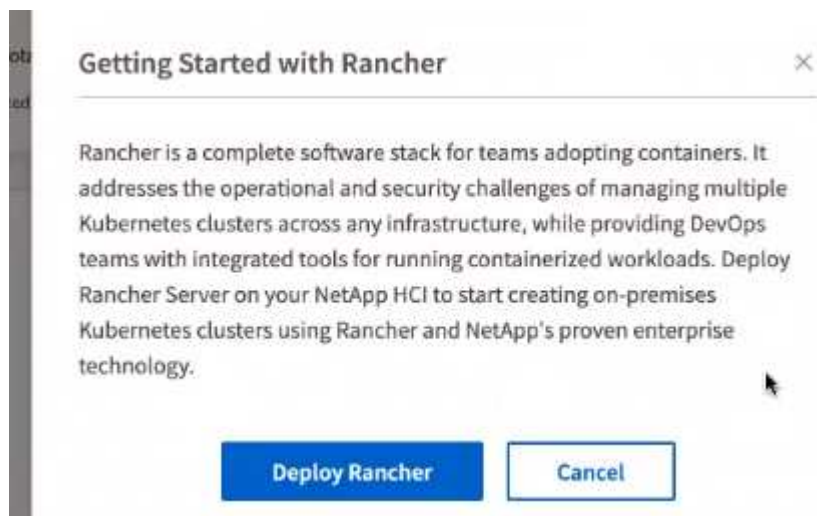 Getting Started with Rancher
Rancher is a complete software stack for teams adopting containers. It
addresses the operational and security challenges of managing multiple
Kubernetes clusters across any infrastructure, while providing DevOps
teams with integrated tools for running containerized workloads. Deploy
Rancher Server on your NetApp HCI to start creating on-premises
Kubernetes clusters using Rancher and NetApp's proven enterprise
technology.
Deploy Rancher Cancel